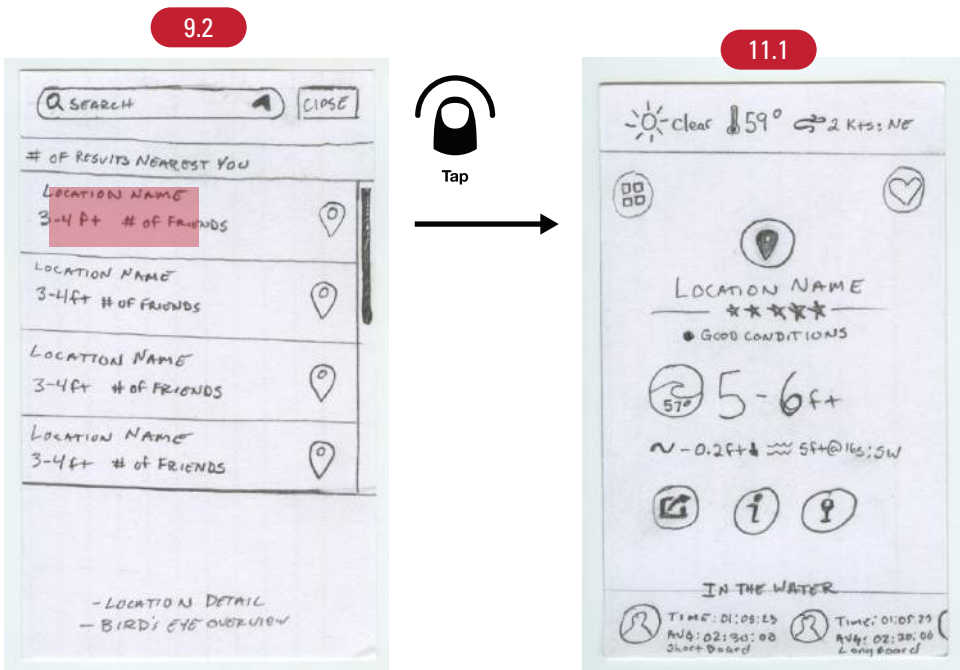 9.2
SEARCH
CLOSE
# OF RESULTS NEAREST YOU
LOCATION NAME
3-4 ft # of FRIENDS
LOCATION NAME
3-4ft # OF FRIENDS
LOCATION NAME
3-4ft # of FRIENDS
LOCATION NAME
3-4ft # of FRIENDS
- LOCATION DETAIL
- BIRD'S EYE OVERVIEW
Tap
11.1
Clear 59° 2 Kts: NE
LOCATION NAME
GOOD CONDITIONS
57° 5-6ft
-0.2ft 5ft@16s; SW
i
IN THE WATER
TIME: 01:05:23
AVG: 02:30:00
Short Board
TIME: 01:05:23
AVG: 02:30:00
Long Board